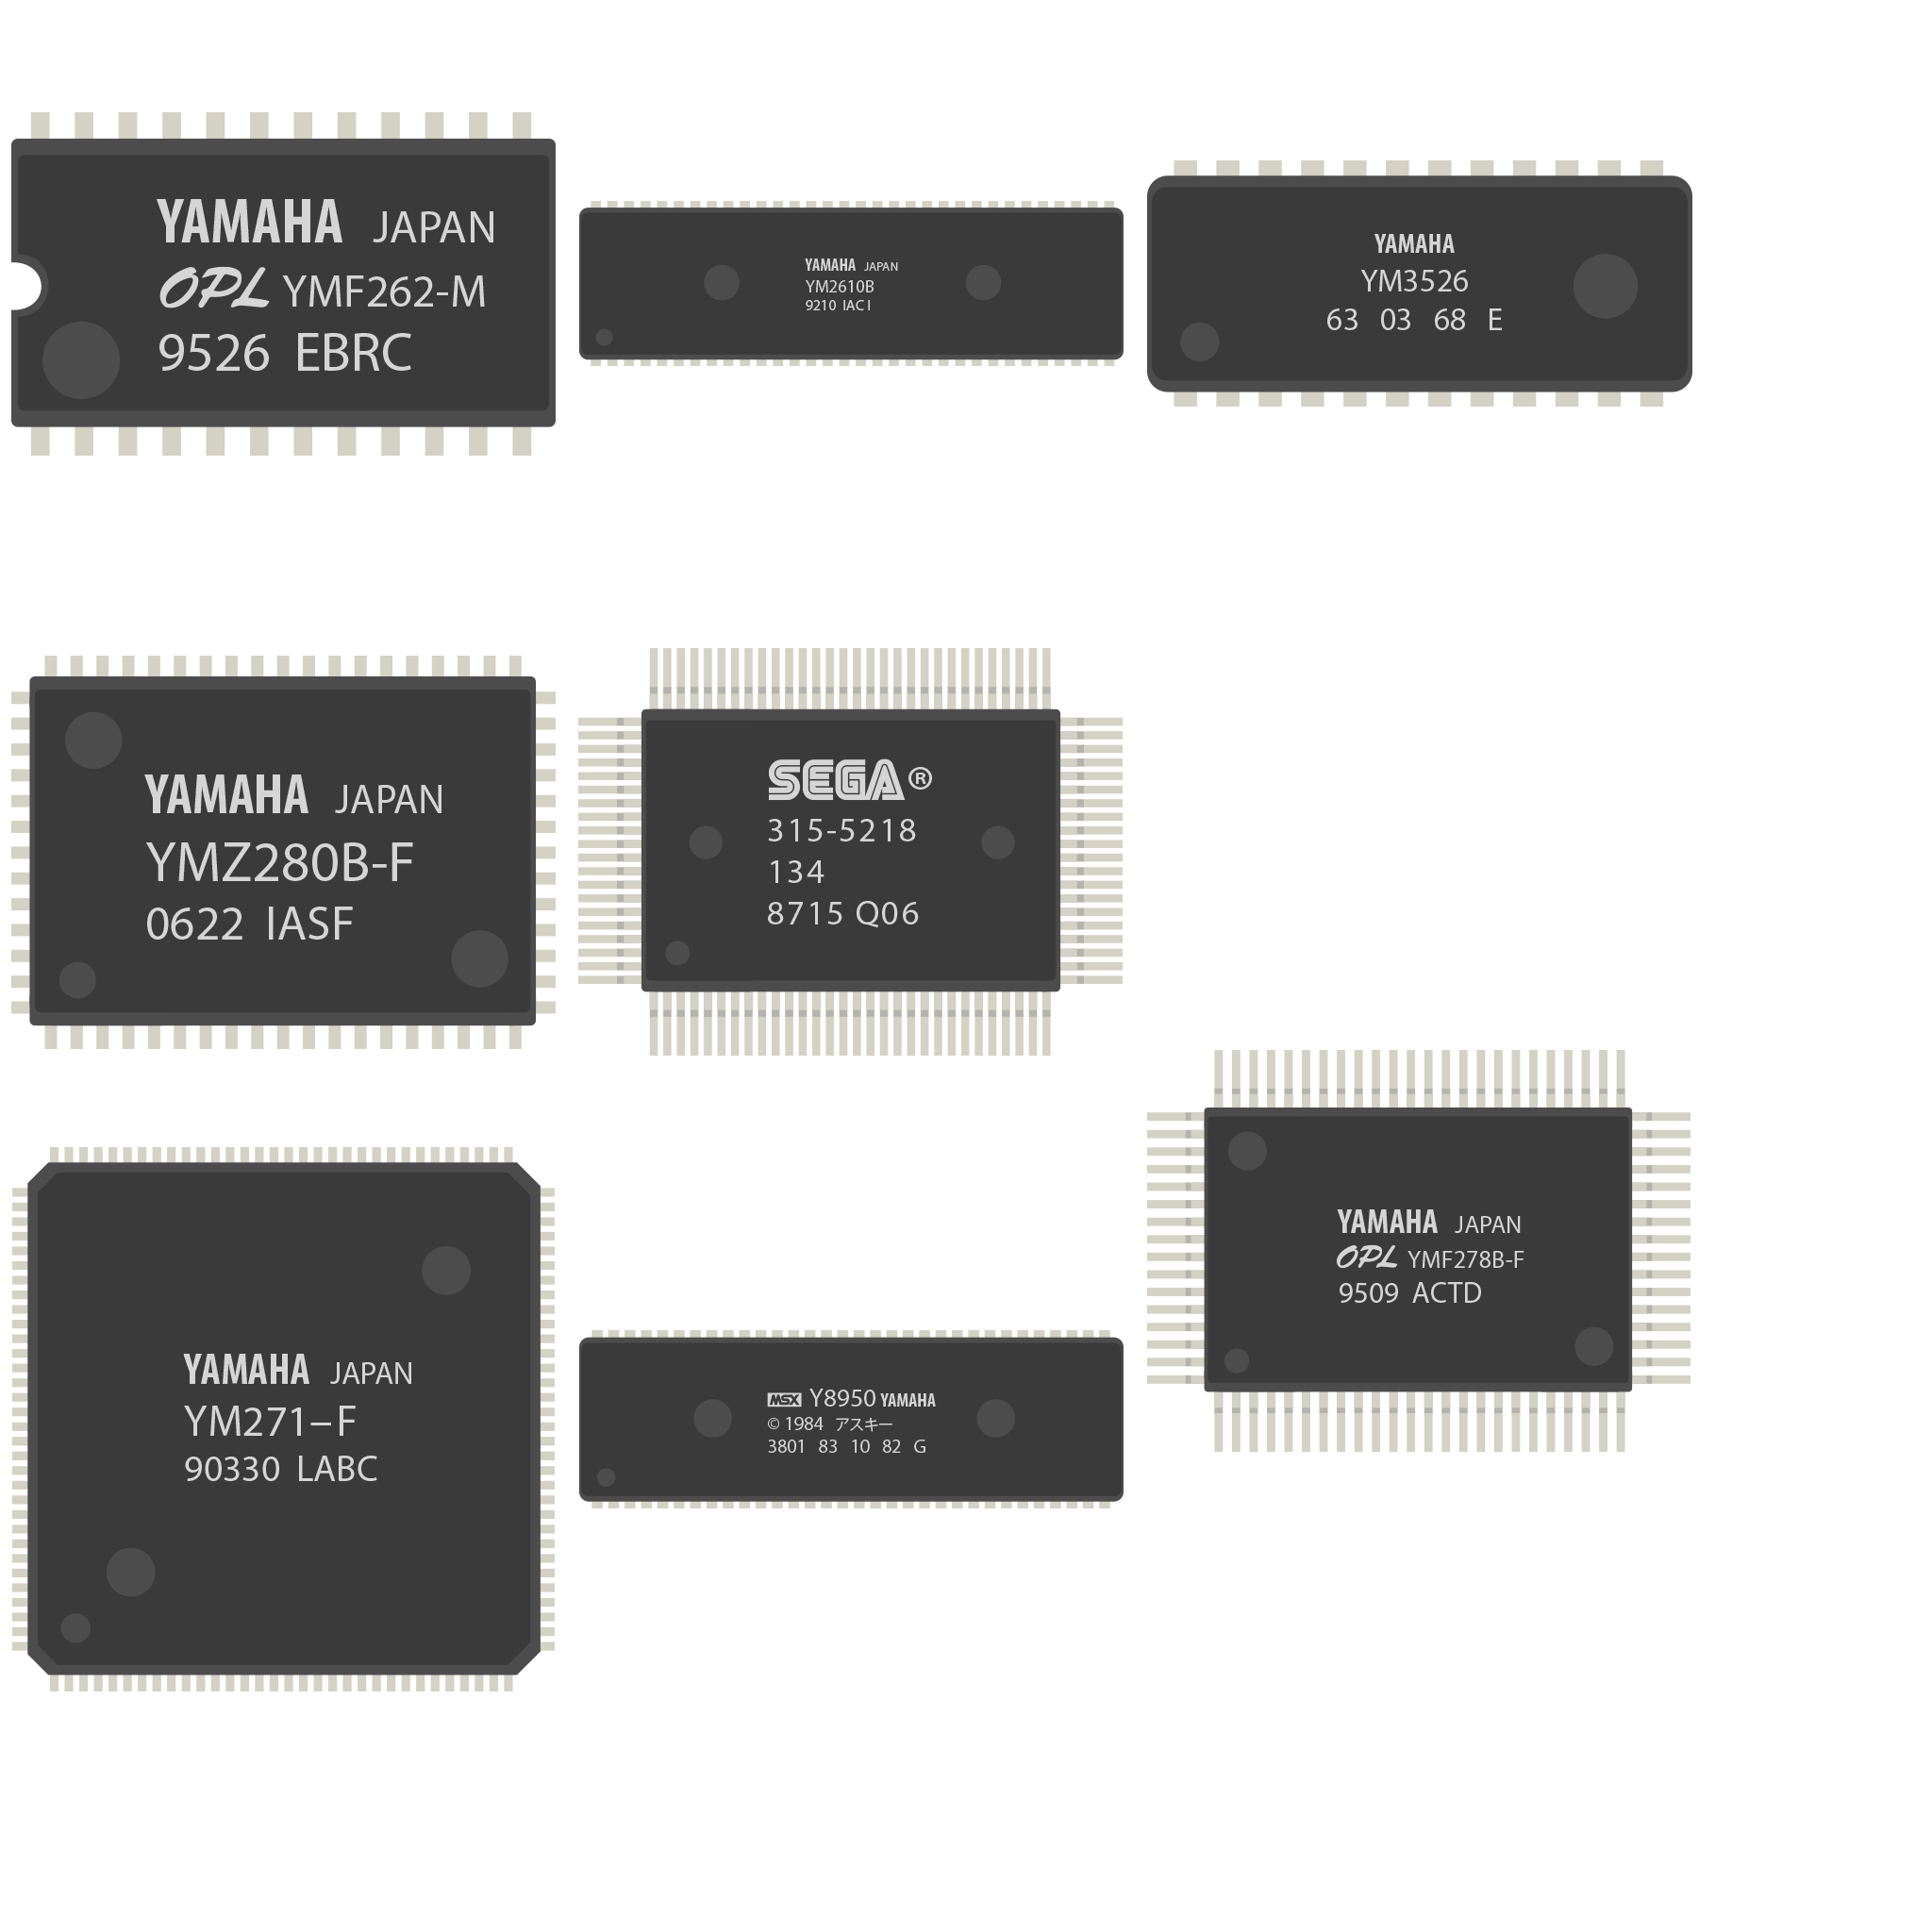 YAMAHA JAPAN
OPL YMF262-M
9526 EBRC
YAMAHA JAPAN
YM2610B
9210 IACI
YAMAHA
YM3526
63 03 68 E
YAMAHA JAPAN
YMZ280B-F
0622 IASF
SEGA®
315-5218
134
8715 Q06
YAMAHA JAPAN
YM271-F
90330 LABC
MSX Y8950 YAMAHA
© 1984 アスキー
3801 83 10 82 G
YAMAHA JAPAN
OPL YMF278B-F
9509 ACTD